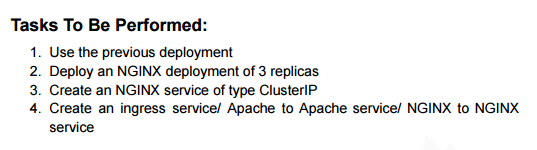 Tasks To Be Performed:
1. Use the previous deployment
2. Deploy an NGINX deployment of 3 replicas
3. Create an NGINX service of type ClusterIP
4. Create an ingress service/ Apache to Apache service/ NGINX to NGINX
service